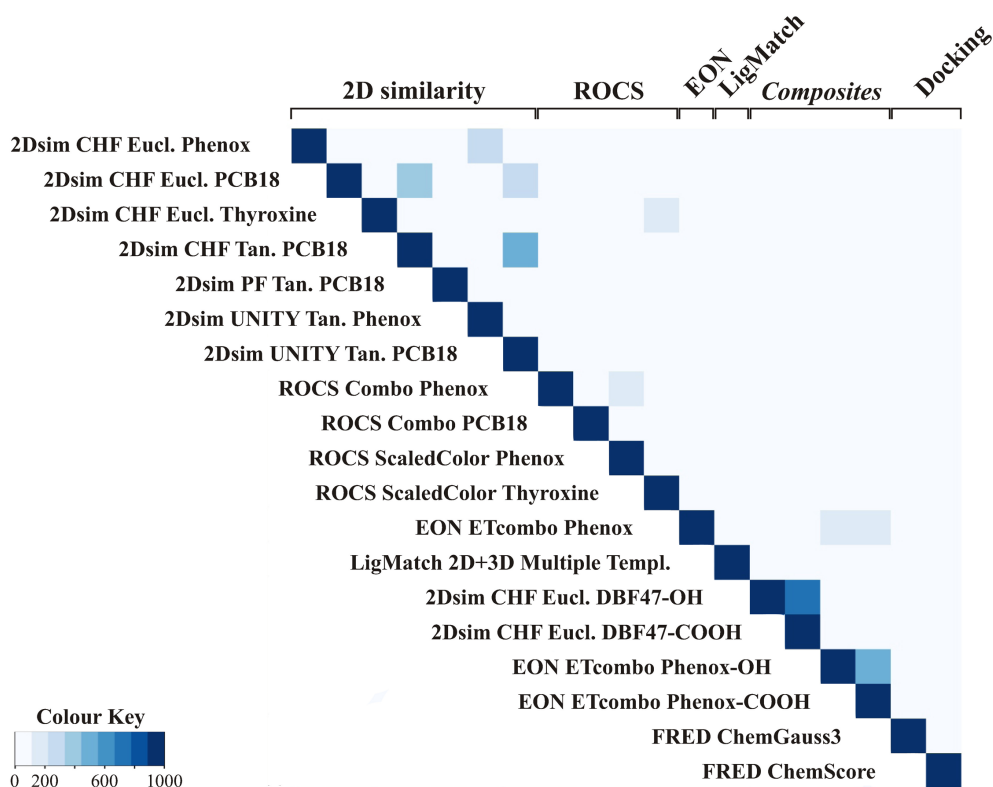 2D similarity
ROCS
EON
LigMatch
Composites
Docking
2Dsim CHF Eucl. Phenox
2Dsim CHF Eucl. PCB18
2Dsim CHF Eucl. Thyroxine
2Dsim CHF Tan. PCB18
2Dsim PF Tan. PCB18
2Dsim UNITY Tan. Phenox
2Dsim UNITY Tan. PCB18
ROCS Combo Phenox
ROCS Combo PCB18
ROCS ScaledColor Phenox
ROCS ScaledColor Thyroxine
EON ETcombo Phenox
LigMatch 2D+3D Multiple Templ.
2Dsim CHF Eucl. DBF47-OH
2Dsim CHF Eucl. DBF47-COOH
EON ETcombo Phenox-OH
EON ETcombo Phenox-COOH
FRED ChemGauss3
FRED ChemScore
Colour Key
0 200 600 1000